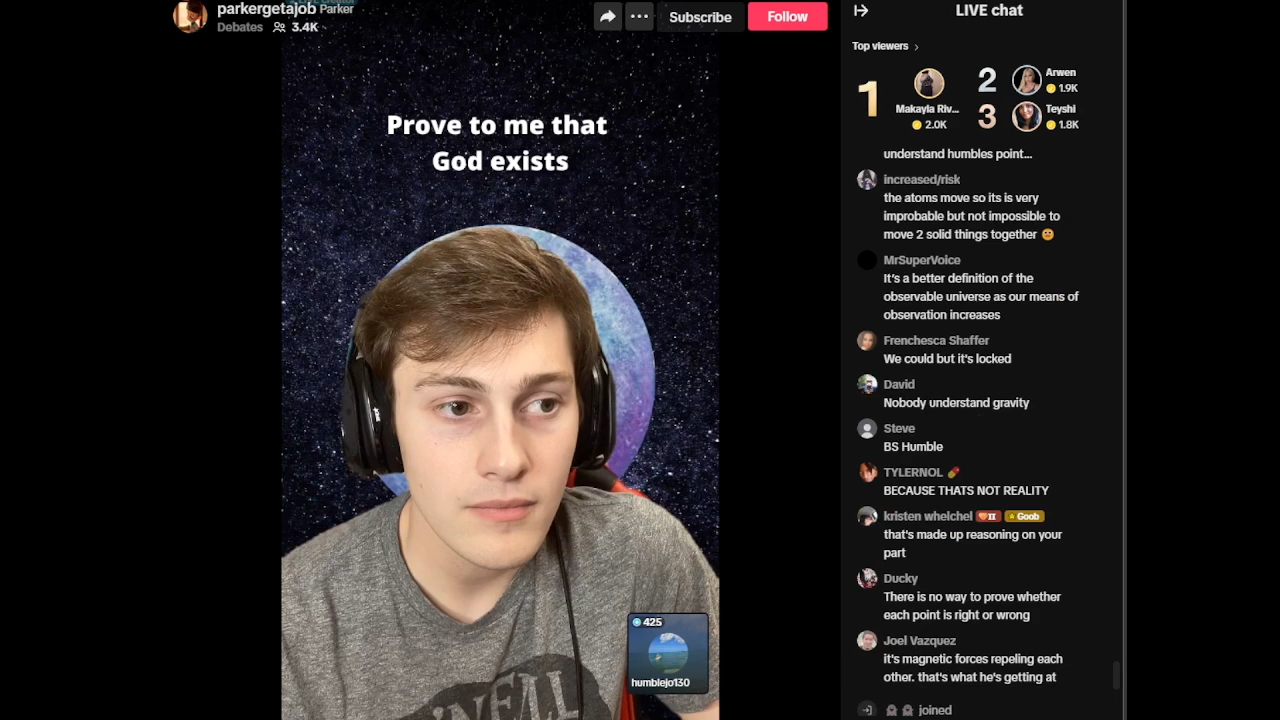 parkergetajob Parker
Debates 3.4K
Subscribe
Follow
Prove to me that
God exists
425
humblejo130
LIVE chat
Top viewers
1
Makayla Riv...
2.0K
2
Arwen
1.9K
3
Teyshi
1.8K
understand humbles point...
increased/risk
the atoms move so its is very
improbable but not impossible to
move 2 solid things together
MrSuperVoice
It's a better definition of the
observable universe as our means of
observation increases
Frenchesca Shaffer
We could but it's locked
David
Nobody understand gravity
Steve
BS Humble
TYLERNOL
BECAUSE THATS NOT REALITY
kristen whelchel II Goob
that's made up reasoning on your
part
Ducky
There is no way to prove whether
each point is right or wrong
Joel Vazquez
it's magnetic forces repeling each
other. that's what he's getting at
joined